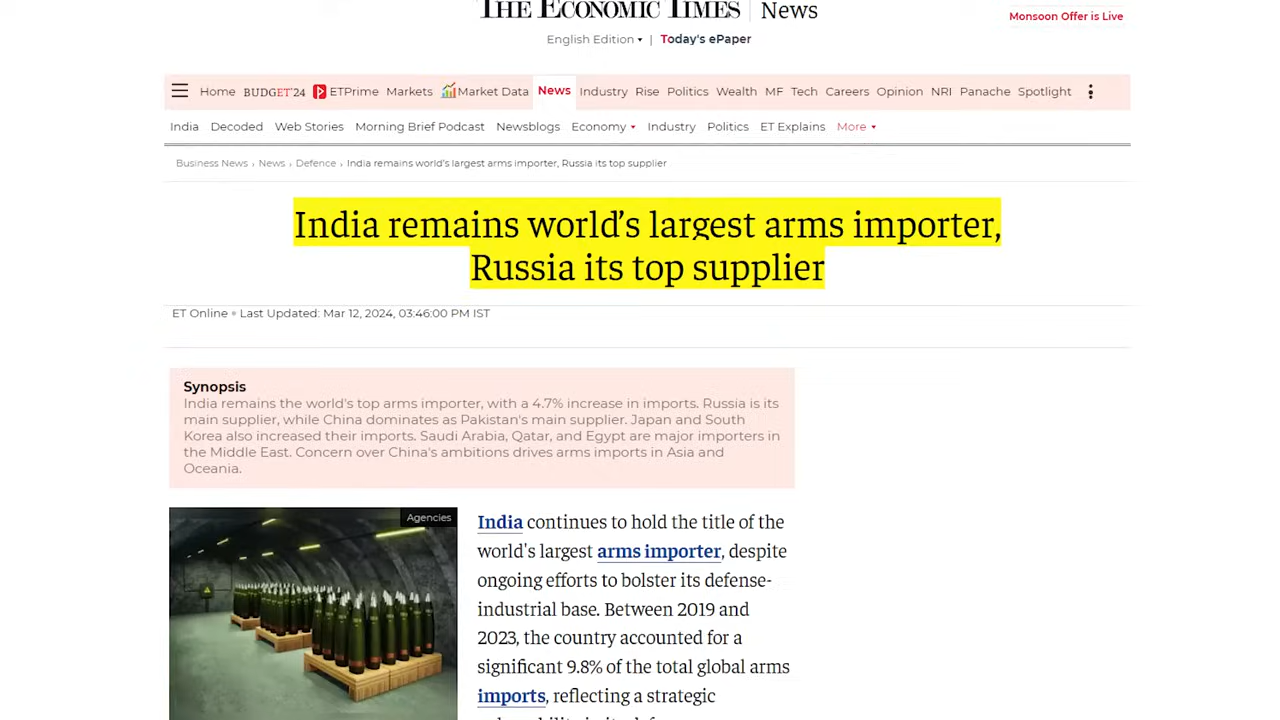 THE ECONOMIC TIMES | News
Monsoon Offer is Live
English Edition ▾ | Today's ePaper
Home BUDGET'24 ETPrime Markets Market Data News Industry Rise Politics Wealth MF Tech Careers Opinion NRI Panache Spotlight
India Decoded Web Stories Morning Brief Podcast Newsblogs Economy ▾ Industry Politics ET Explains More ▾
Business News › News › Defence › India remains world's largest arms importer, Russia its top supplier
India remains world’s largest arms importer,
Russia its top supplier
ET Online • Last Updated: Mar 12, 2024, 03:46:00 PM IST
Synopsis
India remains the world's top arms importer, with a 4.7% increase in imports. Russia is its
main supplier, while China dominates as Pakistan's main supplier. Japan and South
Korea also increased their imports. Saudi Arabia, Qatar, and Egypt are major importers in
the Middle East. Concern over China's ambitions drives arms imports in Asia and
Oceania.
Agencies
India continues to hold the title of the
world's largest arms importer, despite
ongoing efforts to bolster its defense-
industrial base. Between 2019 and
2023, the country accounted for a
significant 9.8% of the total global arms
imports, reflecting a strategic